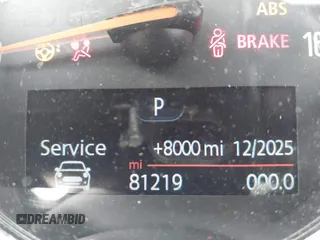 ABS
BRAKE
P
Service +8000 mi 12/2025
mi
81219 000.0
DREAMBID